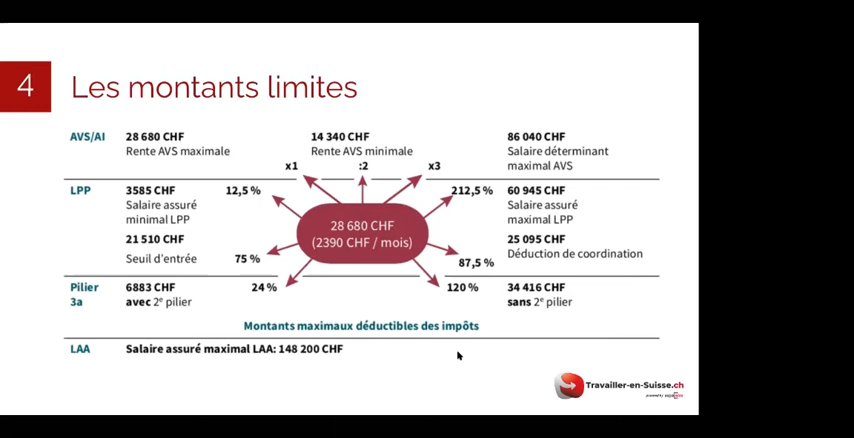 4
Les montants limites
AVS/AI
28 680 CHF
Rente AVS maximale
14 340 CHF
Rente AVS minimale
86 040 CHF
Salaire déterminant
maximal AVS
x1
:2
x3
LPP
3585 CHF
Salaire assuré
minimal LPP
12,5 %
212,5 %
60 945 CHF
Salaire assuré
maximal LPP
28 680 CHF
(2390 CHF / mois)
21 510 CHF
Seuil d'entrée
75 %
87,5 %
25 095 CHF
Déduction de coordination
Pilier
3a
6883 CHF
avec 2e pilier
24 %
120 %
34 416 CHF
sans 2e pilier
Montants maximaux déductibles des impôts
LAA
Salaire assuré maximal LAA: 148 200 CHF
Travailler-en-Suisse.ch